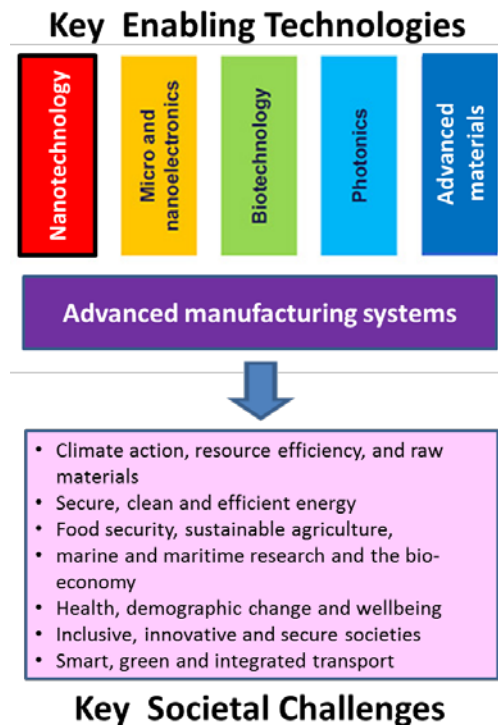 Key Enabling Technologies
Nanotechnology
Micro and
nanoelectronics
Biotechnology
Photonics
Advanced
materials
Advanced manufacturing systems
• Climate action, resource efficiency, and raw
materials
• Secure, clean and efficient energy
• Food security, sustainable agriculture,
• marine and maritime research and the bio-
economy
• Health, demographic change and wellbeing
• Inclusive, innovative and secure societies
• Smart, green and integrated transport
Key Societal Challenges